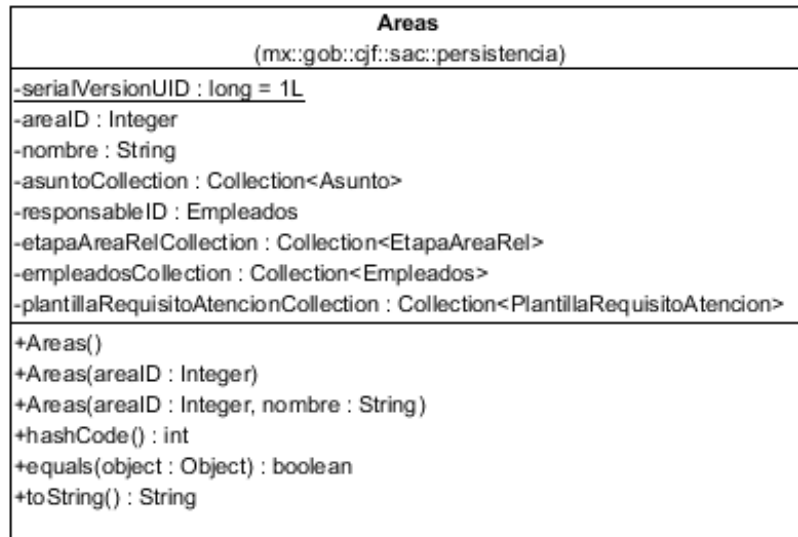 Areas
(mx::gob::cjf::sac::persistencia)
-serialVersionUID : long = 1L
-areaID : Integer
-nombre : String
-asuntoCollection : Collection<Asunto>
-responsableID : Empleados
-etapaAreaRelCollection : Collection<EtapaAreaRel>
-empleadosCollection : Collection<Empleados>
-plantillaRequisitoAtencionCollection : Collection<PlantillaRequisitoAtencion>
+Areas()
+Areas(areaID : Integer)
+Areas(areaID : Integer, nombre : String)
+hashCode() : int
+equals(object : Object) : boolean
+toString() : String